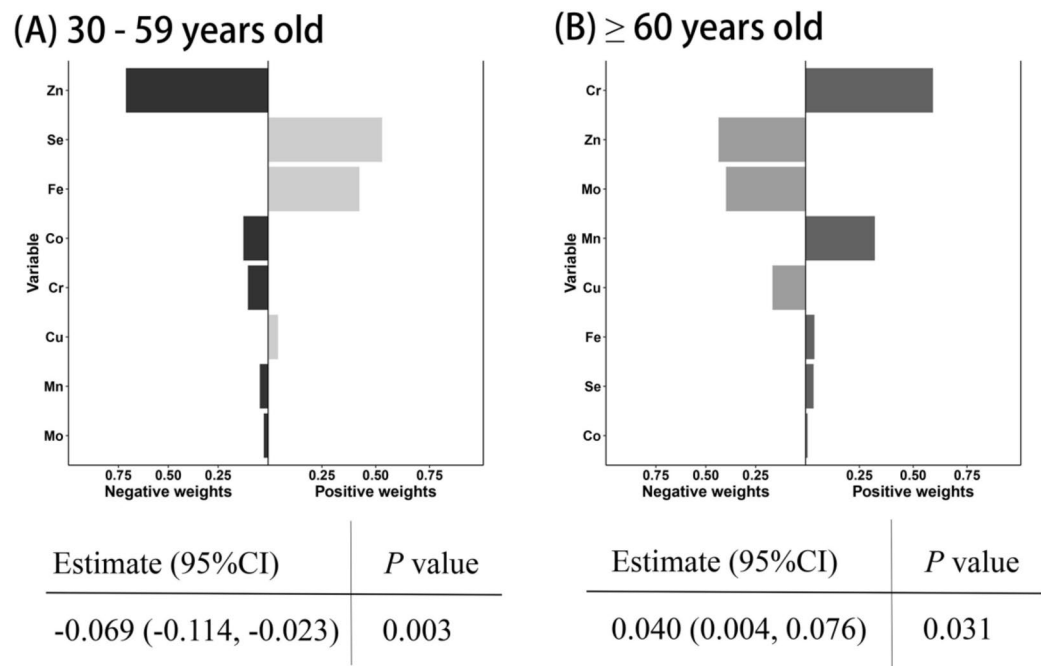 (A) 30 - 59 years old
Zn
Se
Fe
Co
Cr
Cu
Mn
Mo
Variable
0.75 0.50 0.25 0.25 0.50 0.75
Negative weights Positive weights
Estimate (95%CI) P value
-0.069 (-0.114, -0.023) 0.003
(B) ≥ 60 years old
Cr
Zn
Mo
Mn
Cu
Fe
Se
Co
Variable
0.75 0.50 0.25 0.25 0.50 0.75
Negative weights Positive weights
Estimate (95%CI) P value
0.040 (0.004, 0.076) 0.031